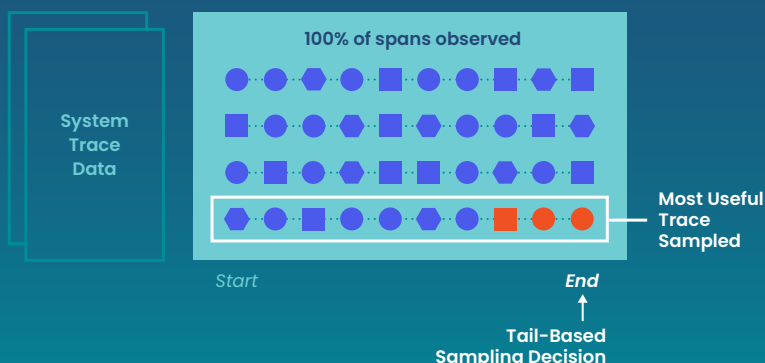 100% of spans observed
System
Trace
Data
Most Useful
Trace
Sampled
Start
End
Tail-Based
Sampling Decision